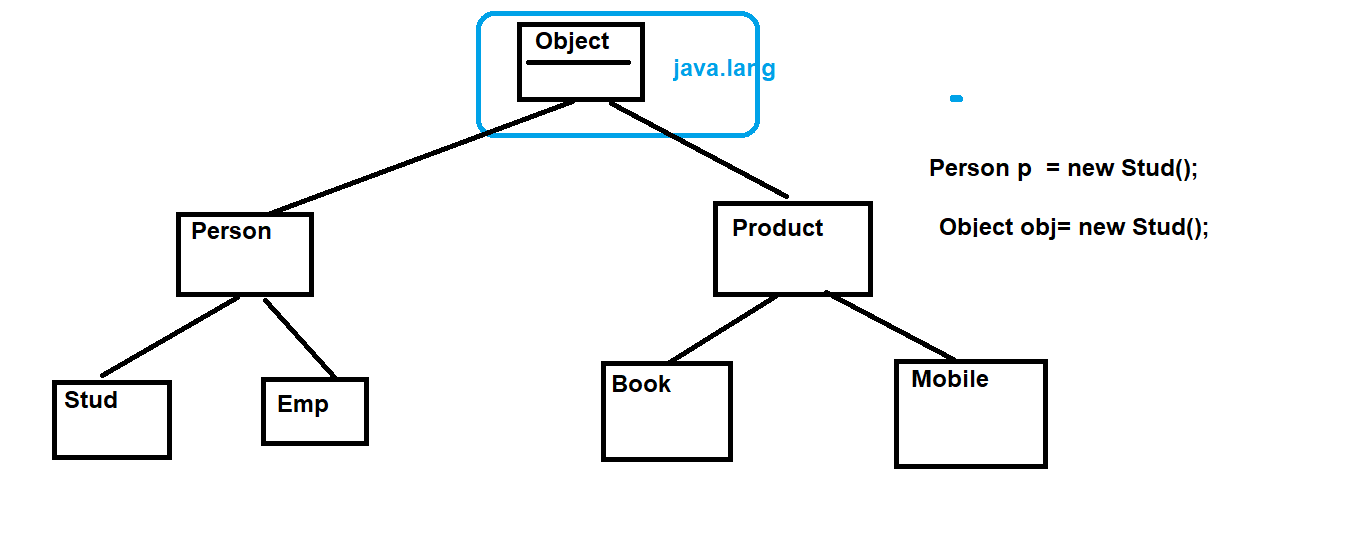 Object
java.lang
Person p  = new Stud();
Person
Product
Object obj= new Stud();
Stud
Emp
Book
Mobile